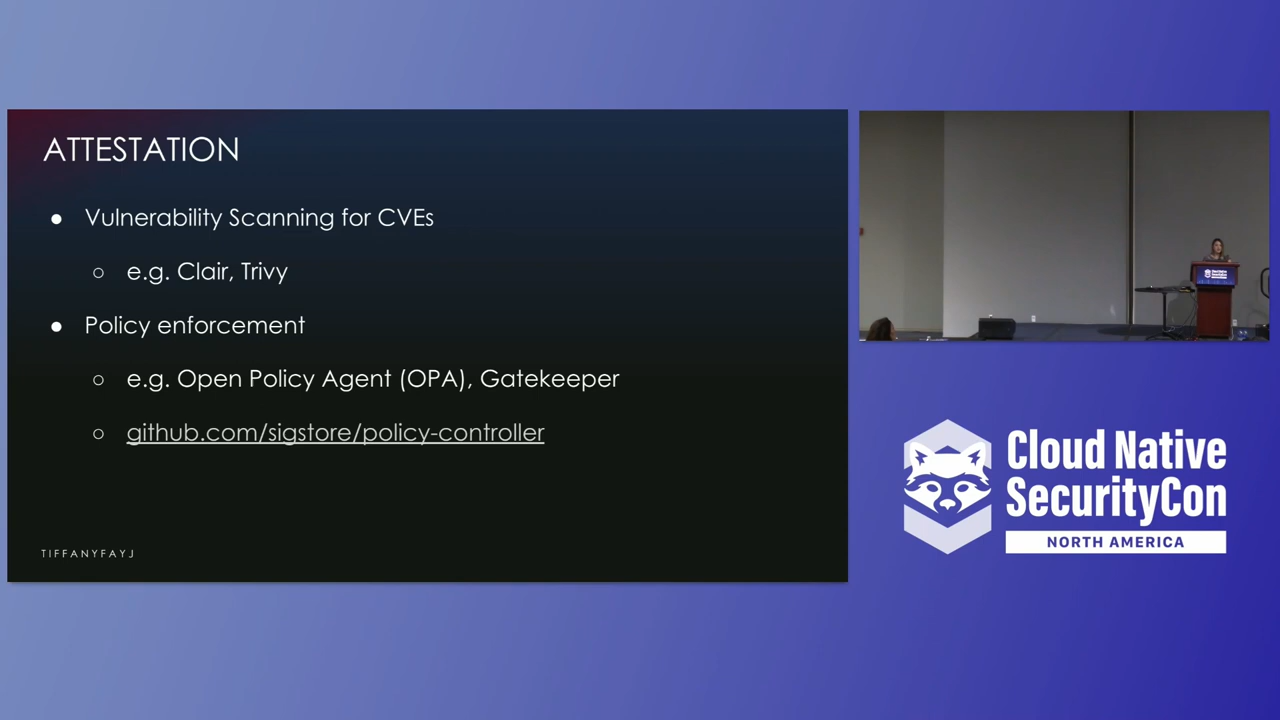 ATTESTATION
● Vulnerability Scanning for CVEs
○ e.g. Clair, Trivy
● Policy enforcement
○ e.g. Open Policy Agent (OPA), Gatekeeper
○ github.com/sigstore/policy-controller
TIFFANYFAYJ
Cloud Native
SecurityCon
NORTH AMERICA